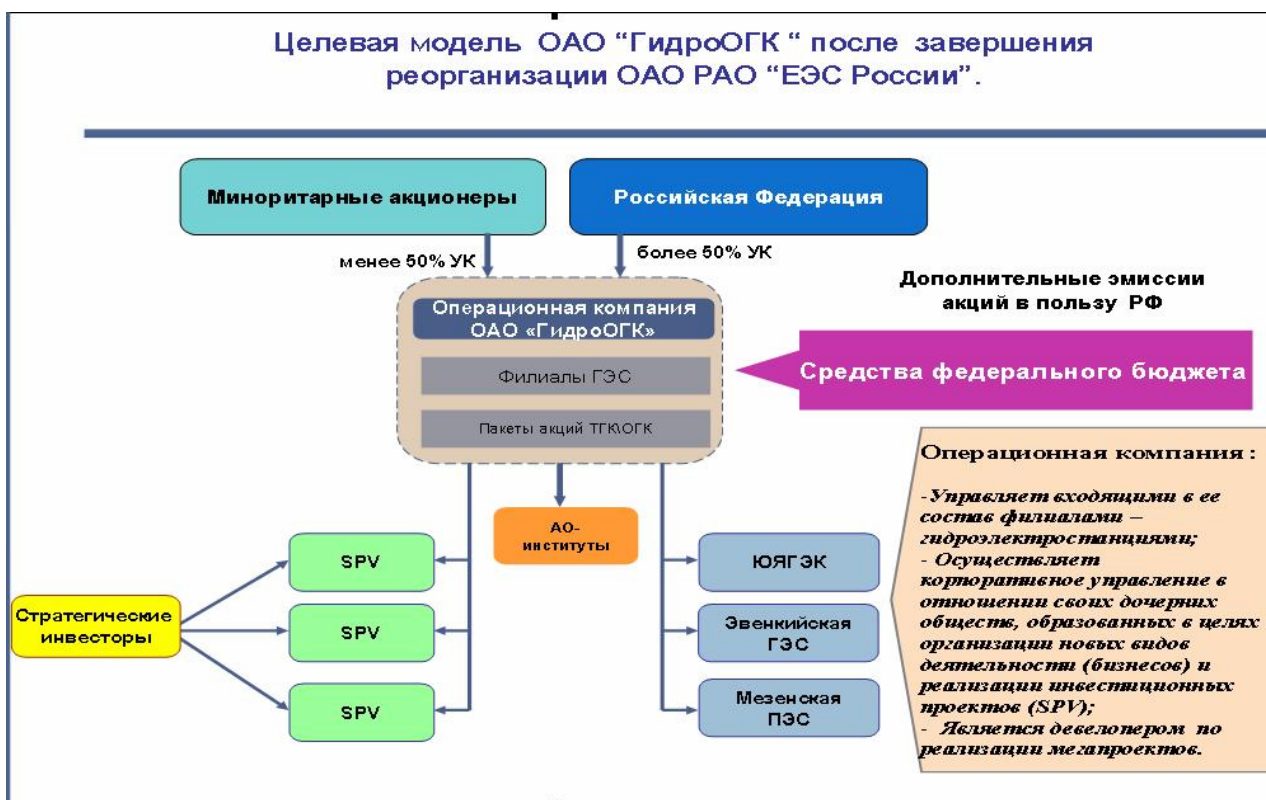 Целевая модель ОАО “ГидроОГК “ после завершения
реорганизации ОАО РАО “ЕЭС России”.
Миноритарные акционеры
Российская Федерация
менее 50% УК
более 50% УК
Операционная компания
ОАО «ГидроОГК»
Филиалы ГЭС
Пакеты акций ТГК\ОГК
Дополнительные эмиссии
акций в пользу РФ
Средства федерального бюджета
АО-
институты
SPV
SPV
SPV
Стратегические
инвесторы
ЮЯГЭК
Эвенкийская
ГЭС
Мезенская
ПЭС
Операционная компания :
-Управляет входящими в ее
состав филиалами –
гидроэлектростанциями;
- Осуществляет
корпоративное управление в
отношении своих дочерних
обществ, образованных в целях
организации новых видов
деятельности (бизнесов) и
реализации инвестиционных
проектов (SPV);
- Является девелопером по
реализации мегапроектов.